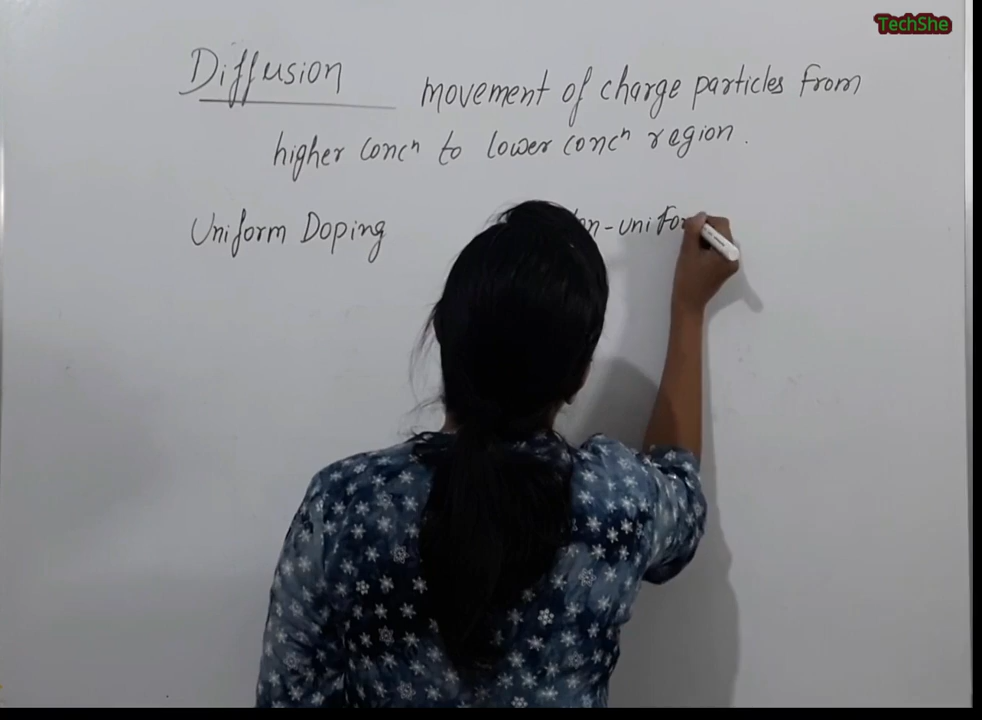 TechShe
Diffusion movement of charge particles from
higher concⁿ to lower concⁿ region.
Uniform Doping